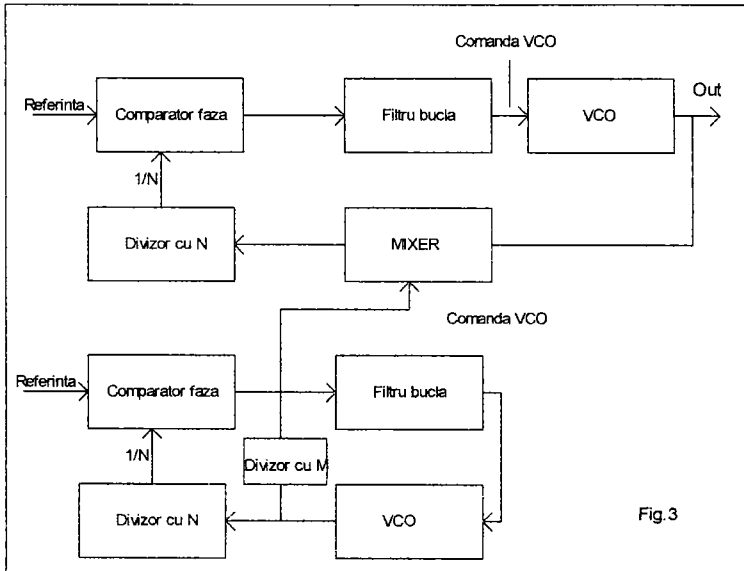 Comanda VCO
Out
Referinta
Comparator faza
Filtru bucla
VCO
1/N
Divizor cu N
MIXER
Comanda VCO
Referinta
Comparator faza
Filtru bucla
1/N
Divizor cu M
Divizor cu N
VCO
Fig.3